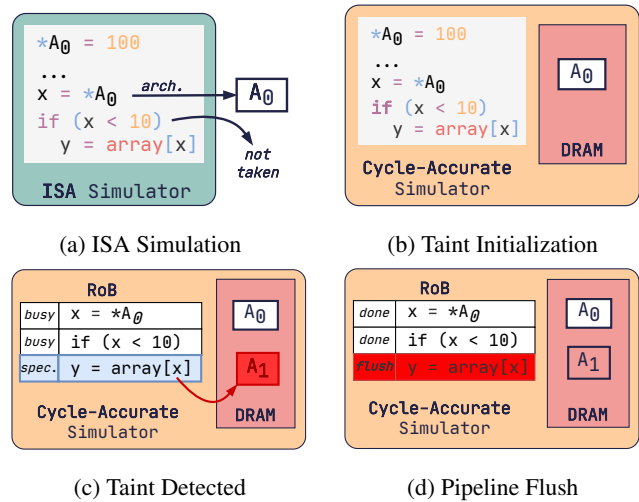 *A₀ = 100
...
x = *A₀
arch.
A₀
if (x < 10)
y = array[x]
not
taken
ISA Simulator
(a) ISA Simulation
*A₀ = 100
...
x = *A₀
if (x < 10)
y = array[x]
A₀
DRAM
Cycle-Accurate
Simulator
(b) Taint Initialization
RoB
busy x = *A₀
busy if (x < 10)
spec. y = array[x]
A₀
A₁
Cycle-Accurate
Simulator
DRAM
(c) Taint Detected
RoB
done x = *A₀
done if (x < 10)
flush y = array[x]
A₀
A₁
Cycle-Accurate
Simulator
DRAM
(d) Pipeline Flush